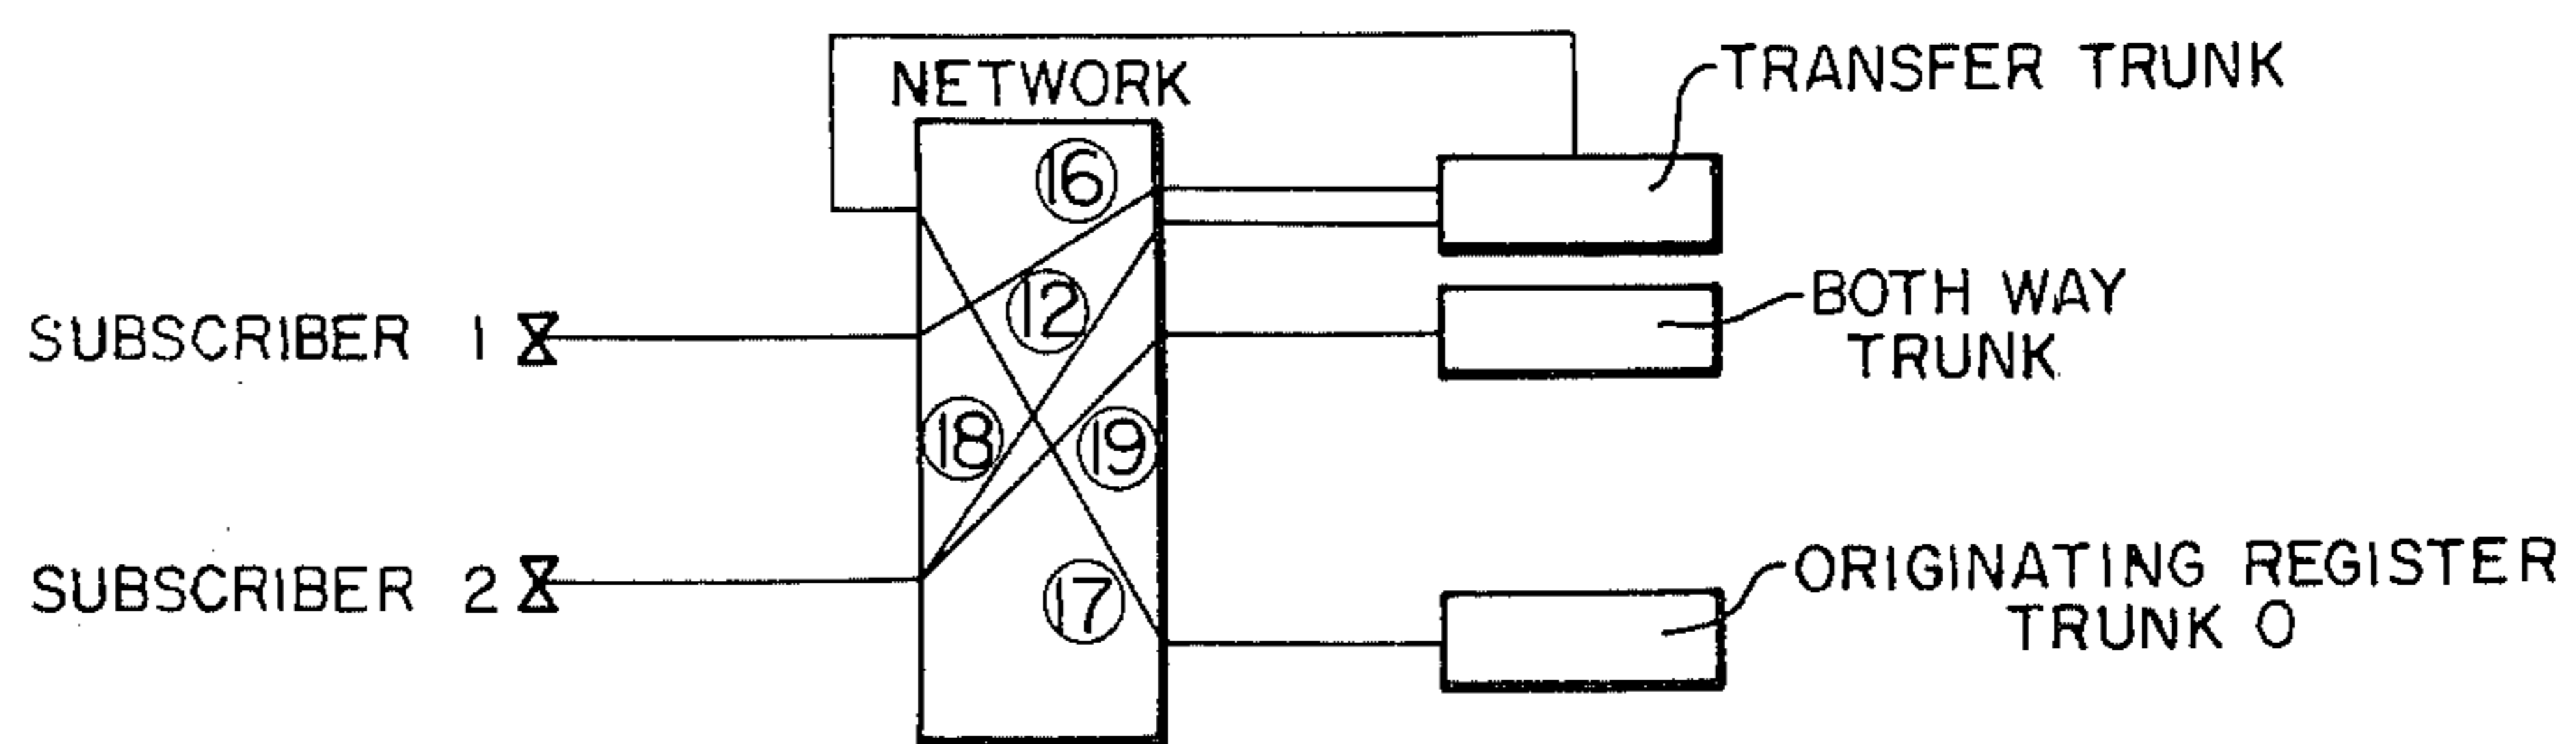 NETWORK
TRANSFER TRUNK
16
12
BOTH WAY
TRUNK
SUBSCRIBER 1
18
19
SUBSCRIBER 2
17
ORIGINATING REGISTER
TRUNK 0